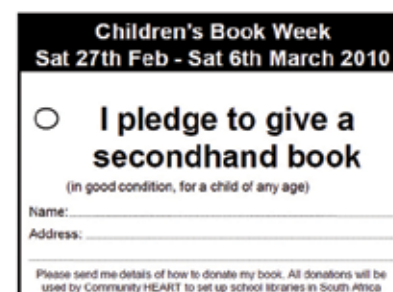 Children's Book Week
Sat 27th Feb - Sat 6th March 2010
I pledge to give a
secondhand book
(in good condition, for a child of any age)
Name:
Address:
Please send me details of how to donate my book. All donations will be
used by Community HEART to set up school libraries in South Africa